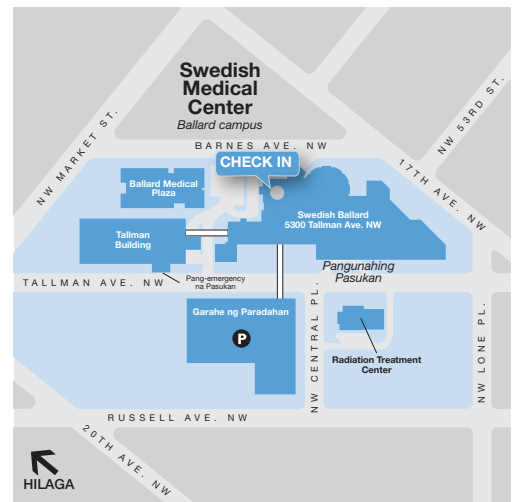 Swedish
Medical
Center
Ballard campus
NW MARKET ST.
NW 53RD ST.
BARNES AVE. NW
CHECK IN
17TH AVE. NW
Ballard Medical
Plaza
Swedish Ballard
5300 Tallman Ave. NW
Tallman
Building
Pangunahing
Pasukan
Pang-emergency
na Pasukan
TALLMAN AVE. NW
Garahe ng Paradahan
P
NW CENTRAL PL.
Radiation Treatment
Center
NW LONE PL.
RUSSELL AVE. NW
20TH AVE. NW
HILAGA